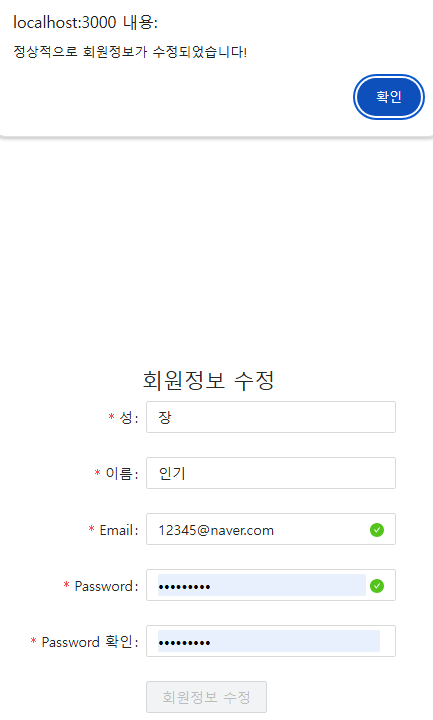 localhost:3000 내용:
정상적으로 회원정보가 수정되었습니다!
확인
회원정보 수정
* 성: 장
* 이름: 인기
* Email: 12345@naver.com
* Password: •••••••••
* Password 확인: •••••••••
회원정보 수정